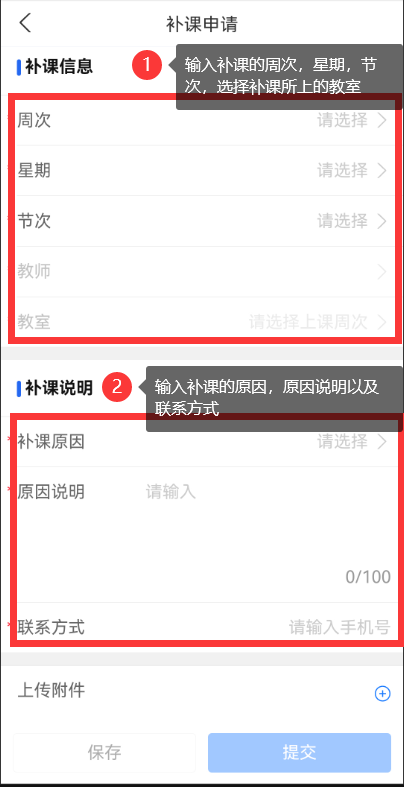 补课申请
补课信息
1
输入补课的周次，星期，节
次，选择补课所上的教室
*周次 请选择
*星期 请选择
*节次 请选择
教师
教室 请选择上课周次
补课说明
2
输入补课的原因，原因说明以及
联系方式
*补课原因 请选择
*原因说明 请输入
0/100
*联系方式 请输入手机号
上传附件
保存 提交